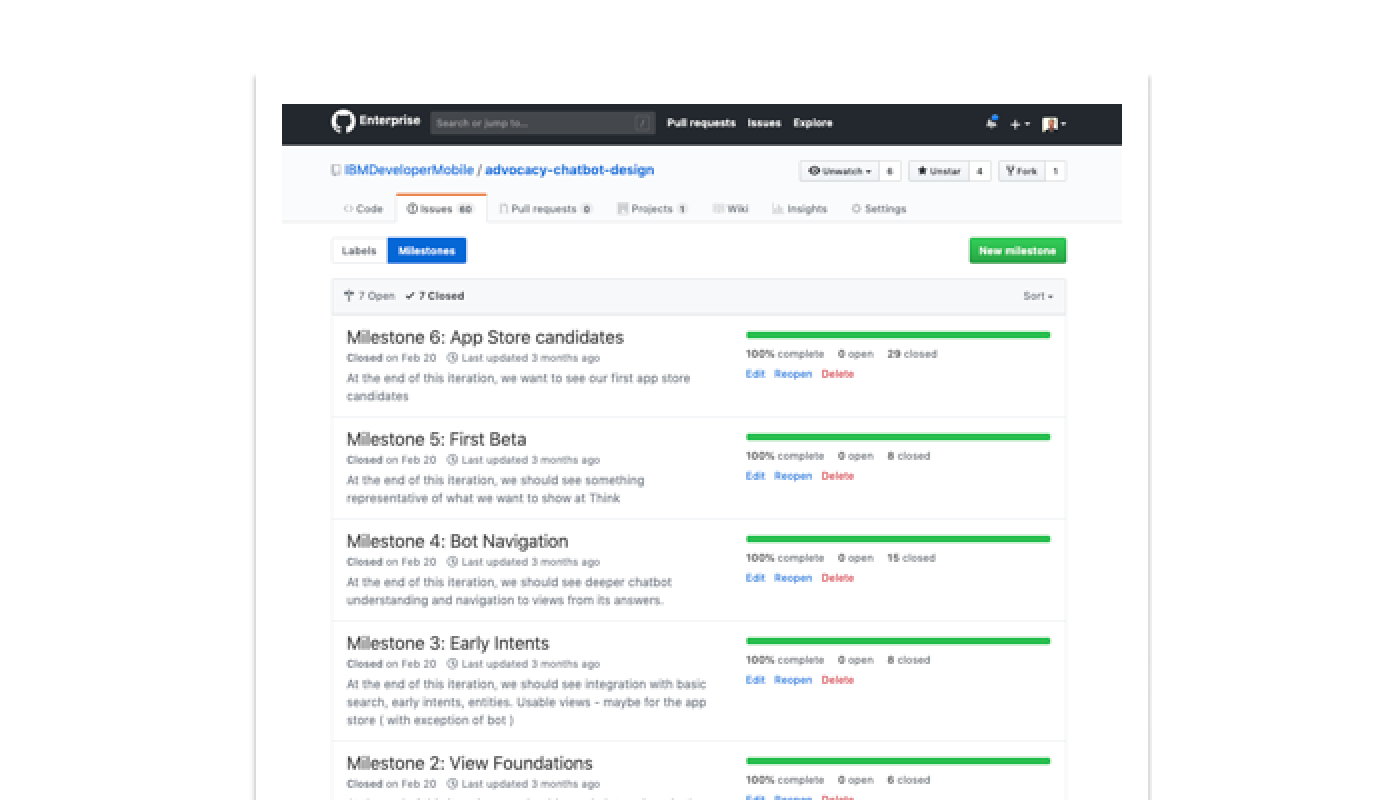 Enterprise Search or jump to... / Pull requests Issues Explore
IBMDeveloperMobile / advocacy-chatbot-design Unwatch 6 Unstar 4 Fork 1
Code Issues 60 Pull requests 0 Projects 1 Wiki Insights Settings
Labels Milestones New milestone
7 Open 7 Closed Sort
Milestone 6: App Store candidates
Closed on Feb 20 Last updated 3 months ago 100% complete 0 open 29 closed
At the end of this iteration, we want to see our first app store Edit Reopen Delete
candidates
Milestone 5: First Beta
Closed on Feb 20 Last updated 3 months ago 100% complete 0 open 8 closed
At the end of this iteration, we should see something Edit Reopen Delete
representative of what we want to show at Think
Milestone 4: Bot Navigation
Closed on Feb 20 Last updated 3 months ago 100% complete 0 open 15 closed
At the end of this iteration, we should see deeper chatbot Edit Reopen Delete
understanding and navigation to views from its answers.
Milestone 3: Early Intents
Closed on Feb 20 Last updated 3 months ago 100% complete 0 open 8 closed
At the end of this iteration, we should see integration with basic Edit Reopen Delete
search, early intents, entities. Usable views - maybe for the app
store ( with exception of bot )
Milestone 2: View Foundations
Closed on Feb 20 Last updated 3 months ago 100% complete 0 open 6 closed